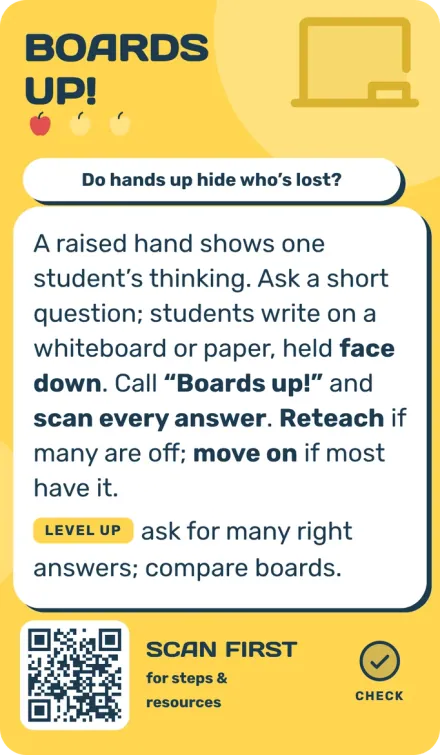 BOARDS
UP!
Do hands up hide who’s lost?
A raised hand shows one
student’s thinking. Ask a short
question; students write on a
whiteboard or paper, held face
down. Call “Boards up!” and
scan every answer. Reteach if
many are off; move on if most
have it.
LEVEL UP ask for many right
answers; compare boards.
SCAN FIRST
for steps &
resources
CHECK